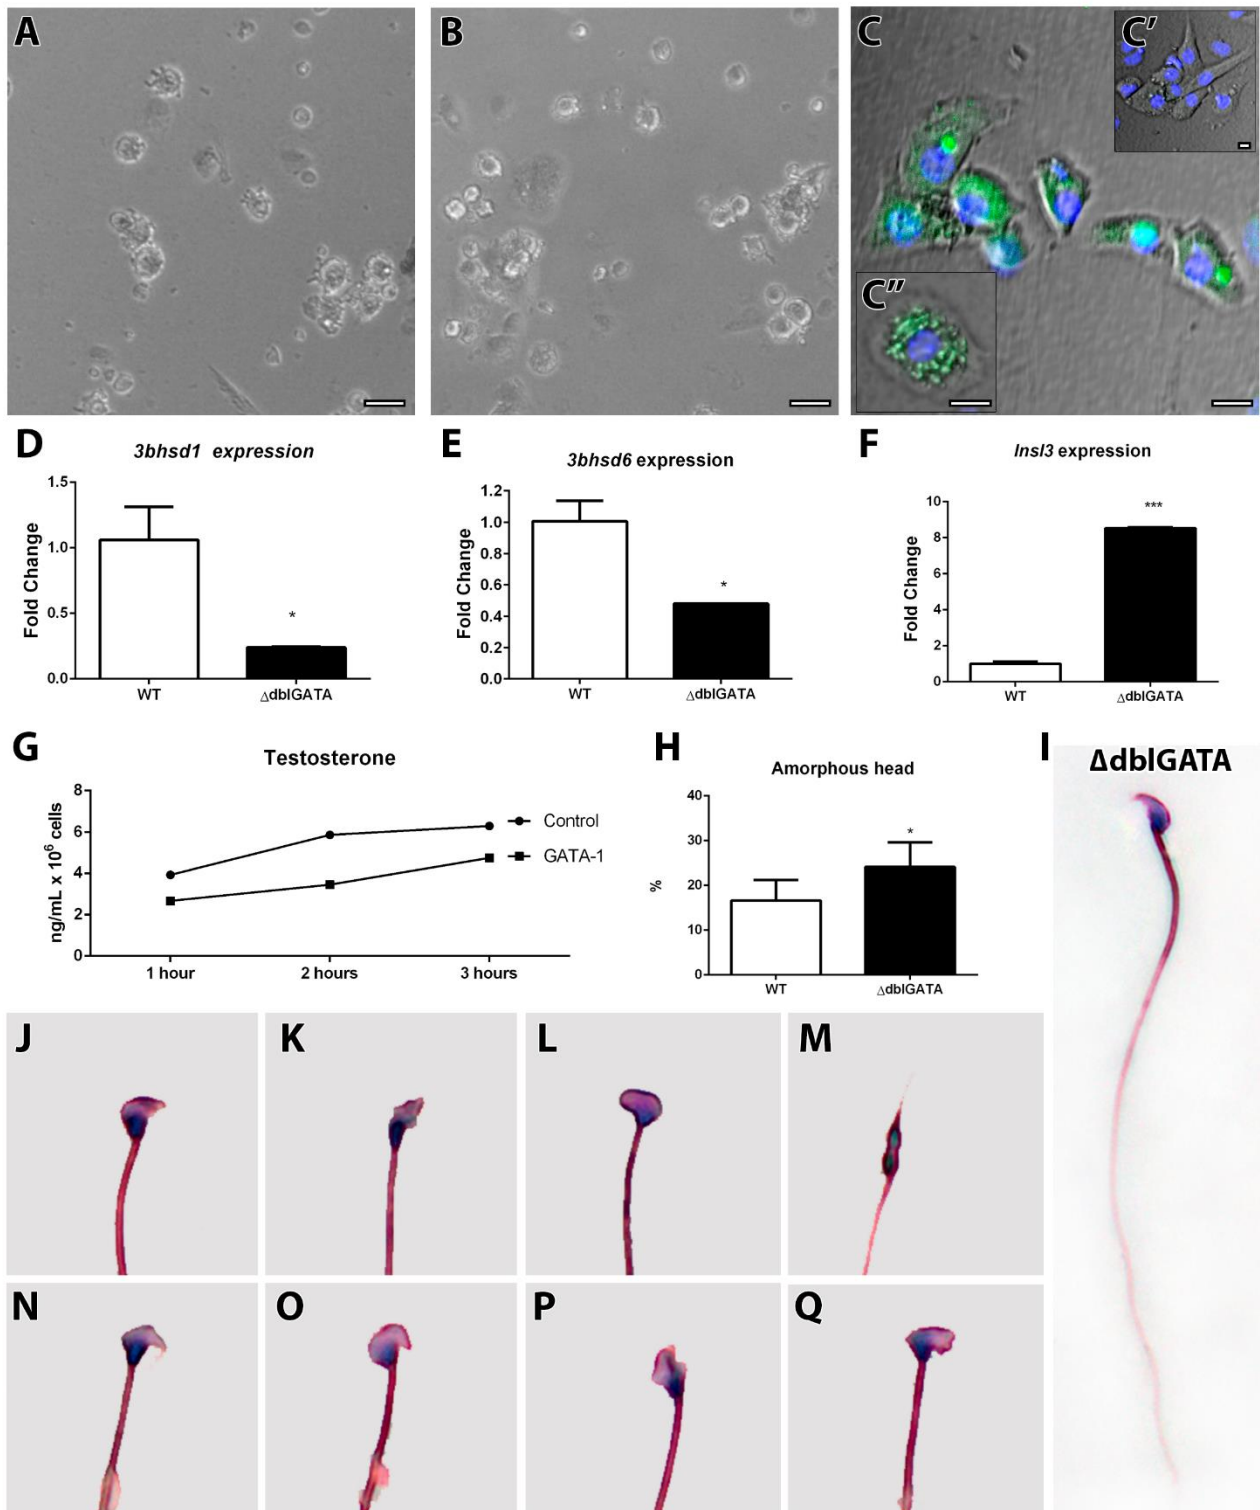 A
B
C
C'
C"
D
3bhsd1 expression
Fold Change
1.5
1.0
0.5
0.0
WT
ΔdblGATA
*
E
3bhsd6 expression
Fold Change
1.2
1.0
0.8
0.6
0.4
0.2
0.0
WT
ΔdblGATA
*
F
Insl3 expression
Fold Change
10
8
6
4
2
0
WT
ΔdblGATA
***
G
Testosterone
ng/mL x 10⁶ cells
8
6
4
2
0
1 hour
2 hours
3 hours
Control
GATA-1
H
Amorphous head
%
40
30
20
10
0
WT
ΔdblGATA
*
I
ΔdblGATA
J
K
L
M
N
O
P
Q